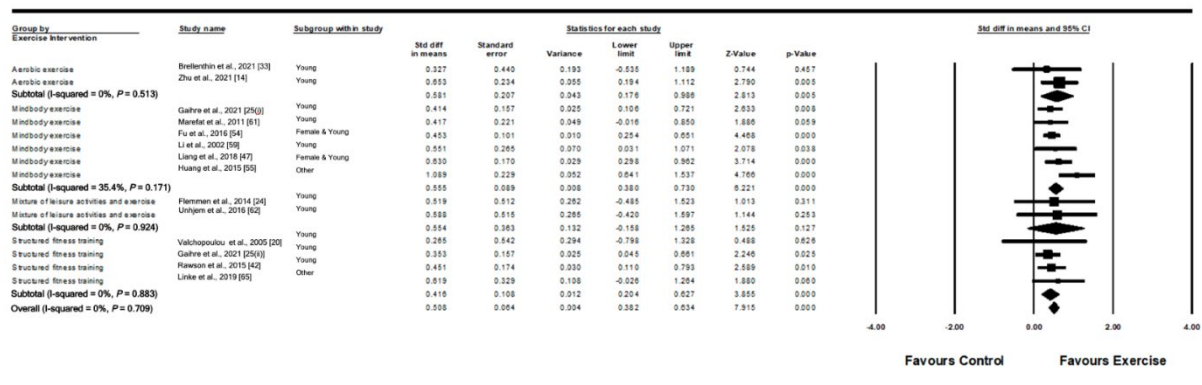 Group by Study name Subgroup within study Statistics for each study Std diff in means and 95% CI
Exercise Intervention
Std diff Standard Lower Upper
in means error Variance limit limit Z-Value p-Value
Aerobic exercise Brellenthin et al., 2021 [33] Young 0.327 0.440 0.193 -0.535 1.189 0.744 0.457
Aerobic exercise Zhu et al., 2021 [14] Young 0.653 0.234 0.055 0.194 1.112 2.790 0.005
Subtotal (I-squared = 0%, P = 0.513) 0.581 0.207 0.043 0.176 0.986 2.813 0.005
Mindbody exercise Gaihre et al., 2021 [25(i)] Young 0.414 0.157 0.025 0.106 0.721 2.633 0.008
Mindbody exercise Marefat et al., 2011 [61] Young 0.417 0.221 0.049 -0.016 0.850 1.886 0.059
Mindbody exercise Fu et al., 2016 [54] Female & Young 0.453 0.101 0.010 0.254 0.651 4.468 0.000
Mindbody exercise Li et al., 2002 [59] Young 0.551 0.265 0.070 0.031 1.071 2.078 0.038
Mindbody exercise Liang et al., 2018 [47] Female & Young 0.630 0.170 0.029 0.298 0.962 3.714 0.000
Mindbody exercise Huang et al., 2015 [55] Other 1.089 0.229 0.052 0.641 1.537 4.766 0.000
Subtotal (I-squared = 35.4%, P = 0.171) 0.555 0.089 0.008 0.380 0.730 6.221 0.000
Mixture of leisure activities and exercise Flemmen et al., 2014 [24] Young 0.519 0.512 0.262 -0.485 1.523 1.013 0.311
Mixture of leisure activities and exercise Unhjem et al., 2016 [62] Young 0.588 0.515 0.265 -0.420 1.597 1.144 0.253
Subtotal (I-squared = 0%, P = 0.924) 0.554 0.363 0.132 -0.158 1.265 1.525 0.127
Structured fitness training Valchopoulou et al., 2005 [20] Young 0.265 0.542 0.294 -0.798 1.328 0.488 0.626
Structured fitness training Gaihre et al., 2021 [25(ii)] Young 0.353 0.157 0.025 0.045 0.661 2.246 0.025
Structured fitness training Rawson et al., 2015 [42] Young 0.451 0.174 0.030 0.110 0.793 2.589 0.010
Structured fitness training Linke et al., 2019 [65] Other 0.619 0.329 0.108 -0.026 1.264 1.880 0.060
Subtotal (I-squared = 0%, P = 0.883) 0.416 0.108 0.012 0.204 0.627 3.855 0.000
Overall (I-squared = 0%, P = 0.709) 0.508 0.064 0.004 0.382 0.634 7.915 0.000
-4.00 -2.00 0.00 2.00 4.00
Favours Control Favours Exercise